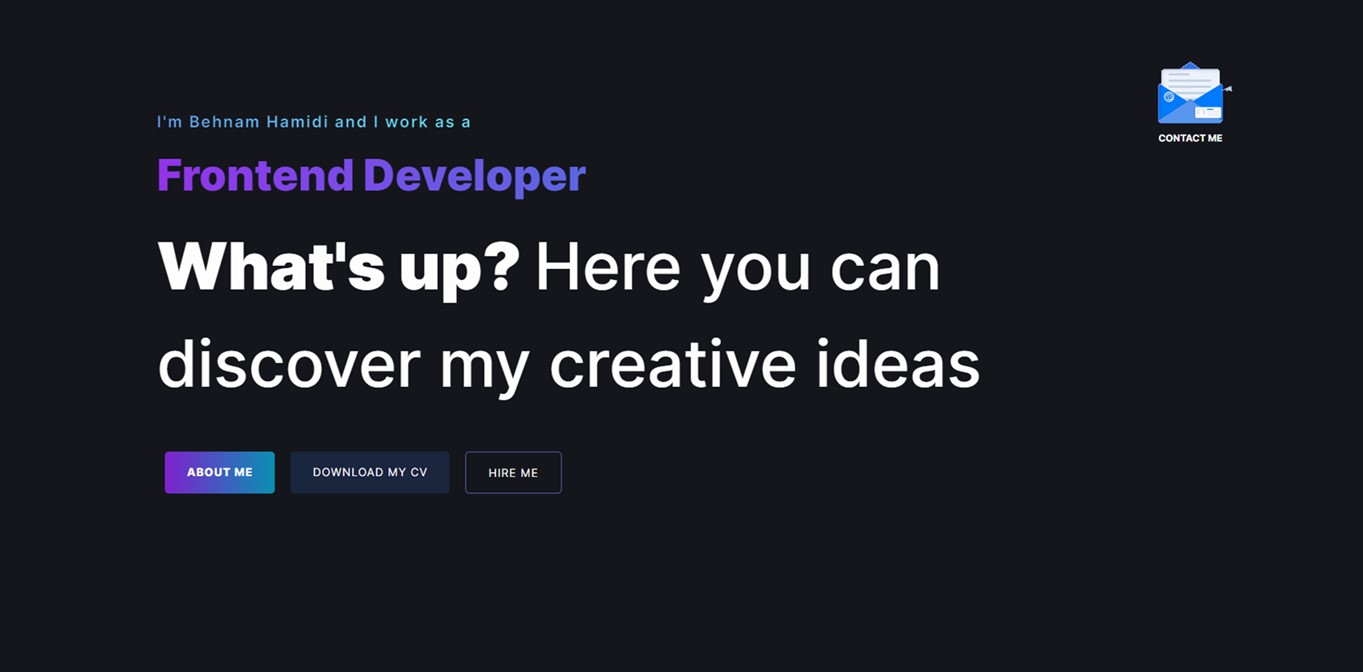 I'm Behnam Hamidi and I work as a
Frontend Developer
What's up? Here you can
discover my creative ideas
ABOUT ME
DOWNLOAD MY CV
HIRE ME
CONTACT ME